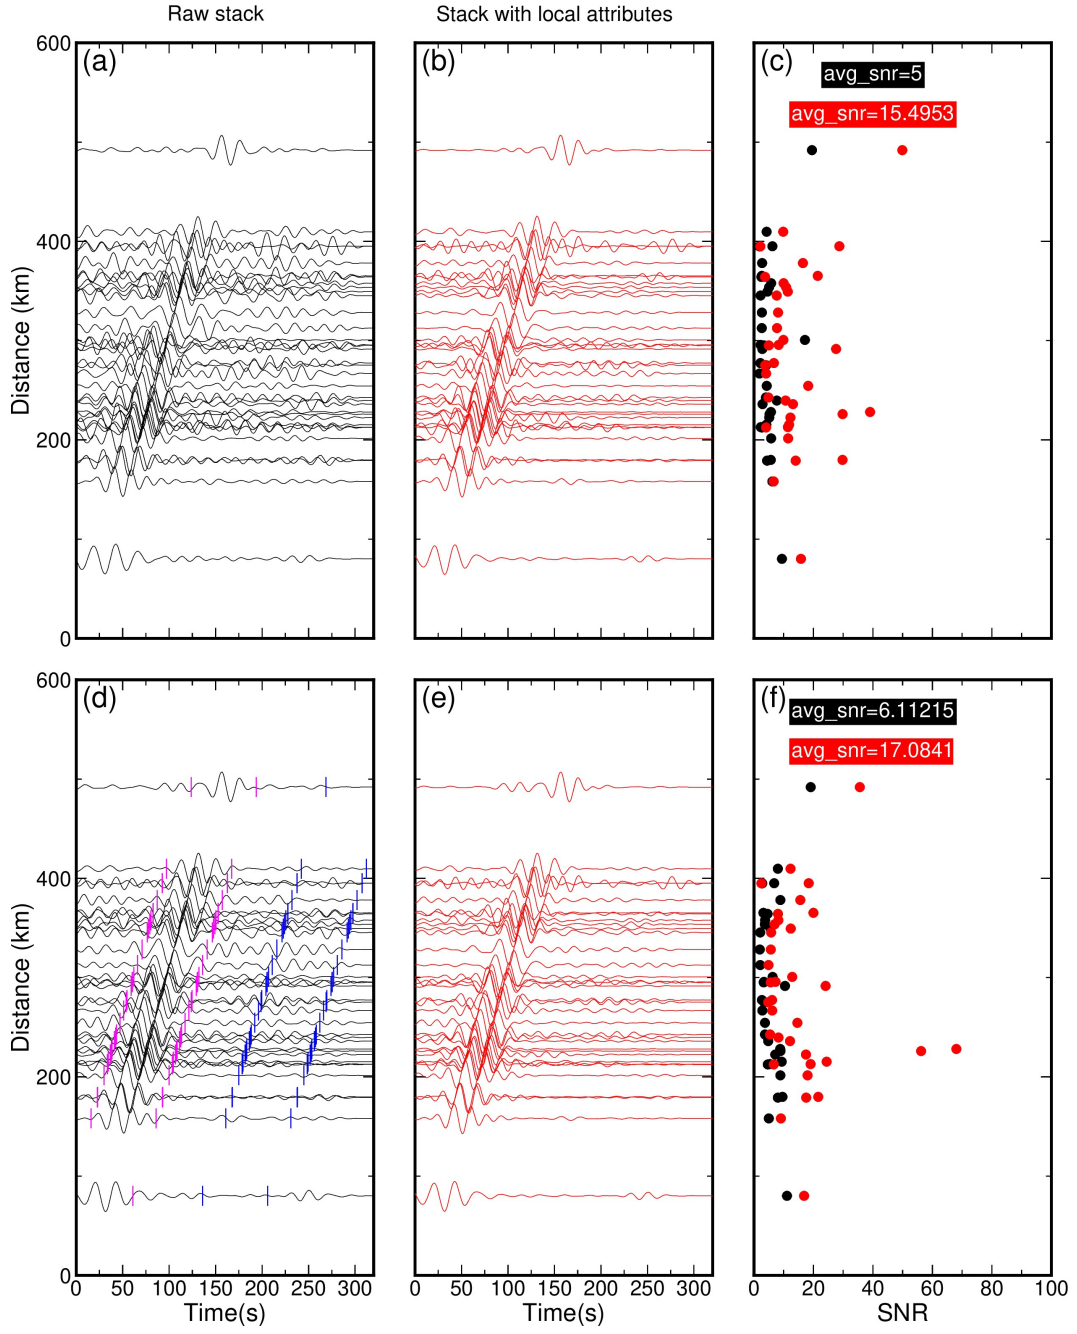 Raw stack
Stack with local attributes
600
(a)
(b)
(c)
avg_snr=5
avg_snr=15.4953
400
Distance (km)
200
0
600
(d)
(e)
(f)
avg_snr=6.11215
avg_snr=17.0841
400
Distance (km)
200
0
0 50 100 150 200 250 300
0 50 100 150 200 250 300
0 20 40 60 80 100
Time(s)
Time(s)
SNR